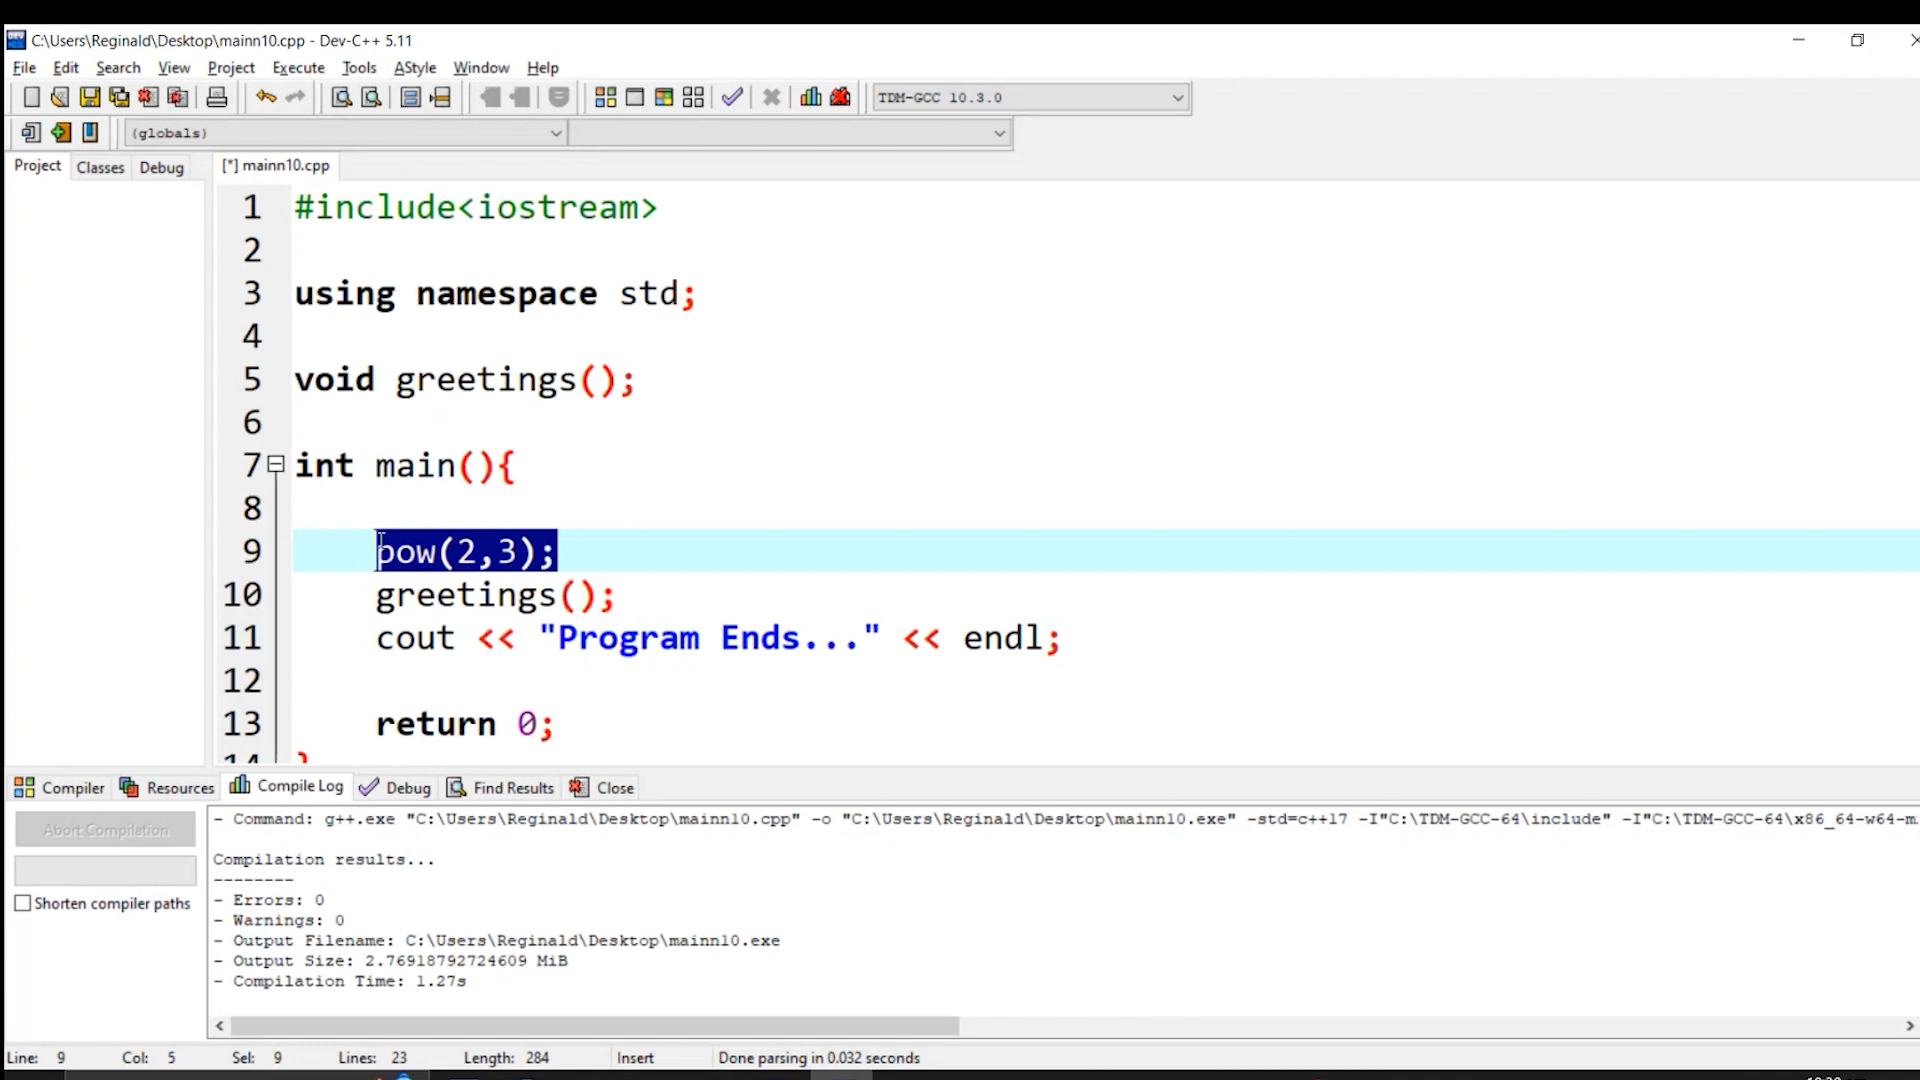 C:\Users\Reginald\Desktop\mainn10.cpp - Dev-C++ 5.11
File Edit Search View Project Execute Tools AStyle Window Help
TDM-GCC 10.3.0
(globals)
Project Classes Debug [*] mainn10.cpp
1 #include<iostream>
2
3 using namespace std;
4
5 void greetings();
6
7 int main(){
8
9 pow(2,3);
10 greetings();
11 cout << "Program Ends..." << endl;
12
13 return 0;
14 }
Compiler Resources Compile Log Debug Find Results Close
Abort Compilation
Shorten compiler paths
- Command: g++.exe "C:\Users\Reginald\Desktop\mainn10.cpp" -o "C:\Users\Reginald\Desktop\mainn10.exe" -std=c++17 -I"C:\TDM-GCC-64\include" -I"C:\TDM-GCC-64\x86_64-w64-m
Compilation results...
--------
- Errors: 0
- Warnings: 0
- Output Filename: C:\Users\Reginald\Desktop\mainn10.exe
- Output Size: 2.76918792724609 MiB
- Compilation Time: 1.27s
Line: 9 Col: 5 Sel: 9 Lines: 23 Length: 284 Insert Done parsing in 0.032 seconds